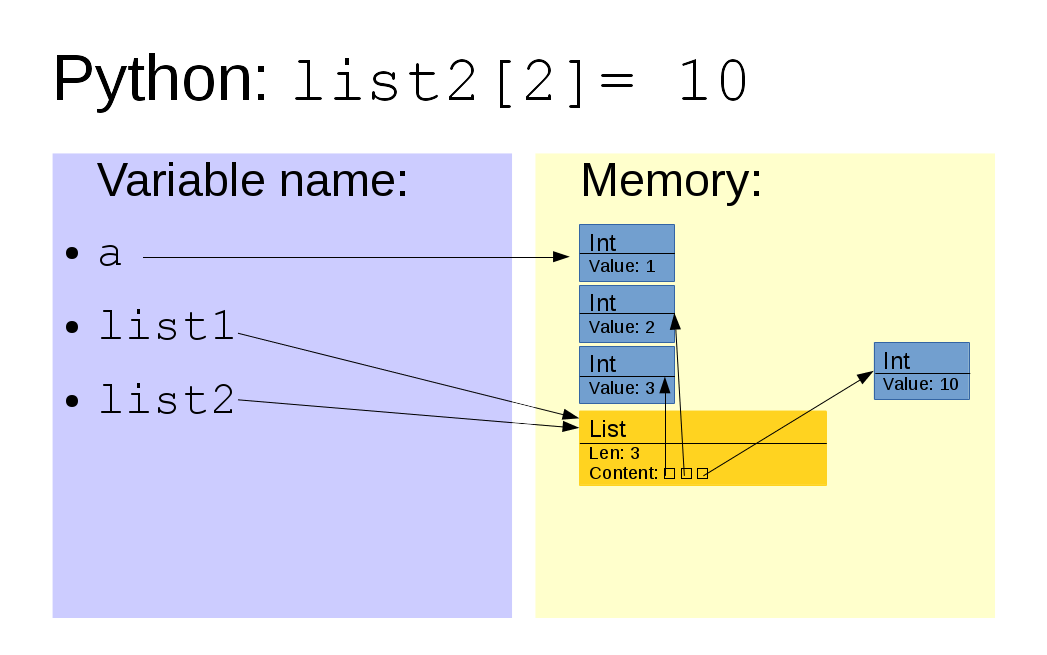 Python: list2[2]= 10
Variable name:
• a
• list1
• list2
Memory:
Int
Value: 1
Int
Value: 2
Int
Value: 3
Int
Value: 10
List
Len: 3
Content: